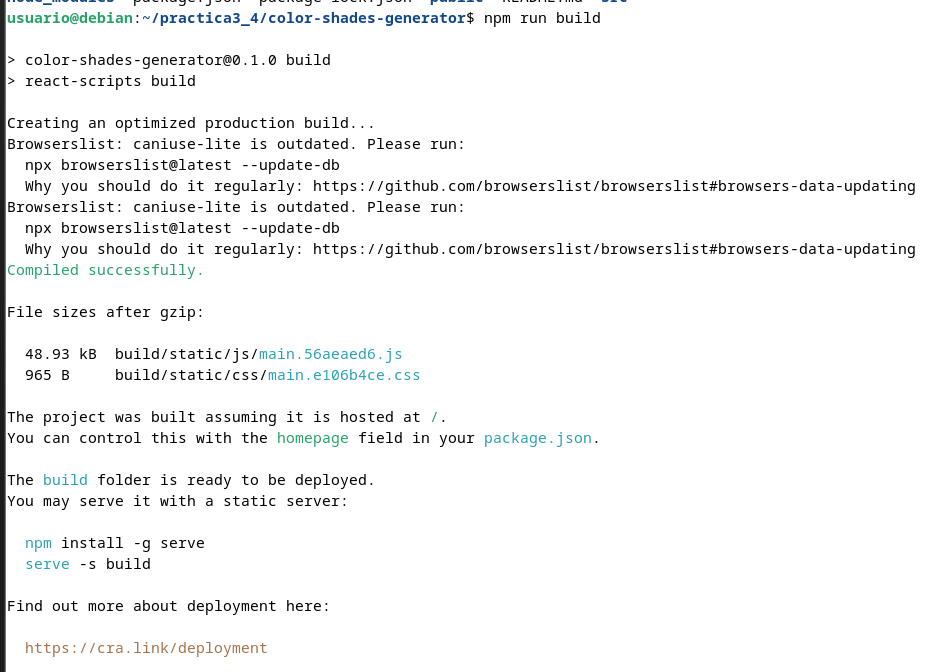 node_modules package.json package-lock.json public README.md src
usuario@debian:~/practica3_4/color-shades-generator$ npm run build
> color-shades-generator@0.1.0 build
> react-scripts build
Creating an optimized production build...
Browserslist: caniuse-lite is outdated. Please run:
  npx browserslist@latest --update-db
  Why you should do it regularly: https://github.com/browserslist/browserslist#browsers-data-updating
Browserslist: caniuse-lite is outdated. Please run:
  npx browserslist@latest --update-db
  Why you should do it regularly: https://github.com/browserslist/browserslist#browsers-data-updating
Compiled successfully.
File sizes after gzip:
  48.93 kB  build/static/js/main.56aeaed6.js
  965 B     build/static/css/main.e106b4ce.css
The project was built assuming it is hosted at /.
You can control this with the homepage field in your package.json.
The build folder is ready to be deployed.
You may serve it with a static server:
  npm install -g serve
  serve -s build
Find out more about deployment here:
  https://cra.link/deployment